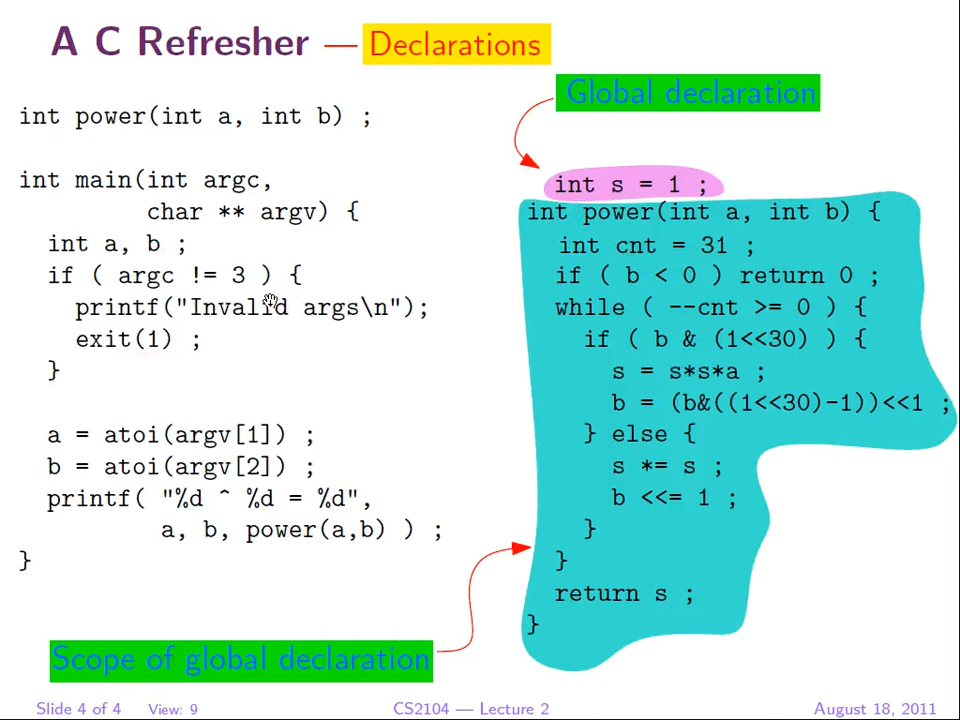 A C Refresher — Declarations
int power(int a, int b) ;
int main(int argc,
char ** argv) {
int a, b ;
if ( argc != 3 ) {
printf("Invalid args\n");
exit(1) ;
}
a = atoi(argv[1]) ;
b = atoi(argv[2]) ;
printf( "%d ^ %d = %d",
a, b, power(a,b) ) ;
}
Global declaration
int s = 1 ;
int power(int a, int b) {
int cnt = 31 ;
if ( b < 0 ) return 0 ;
while ( --cnt >= 0 ) {
if ( b & (1<<30) ) {
s = s*s*a ;
b = (b&((1<<30)-1))<<1 ;
} else {
s *= s ;
b <<= 1 ;
}
}
return s ;
}
Scope of global declaration
Slide 4 of 4 View: 9 CS2104 — Lecture 2 August 18, 2011